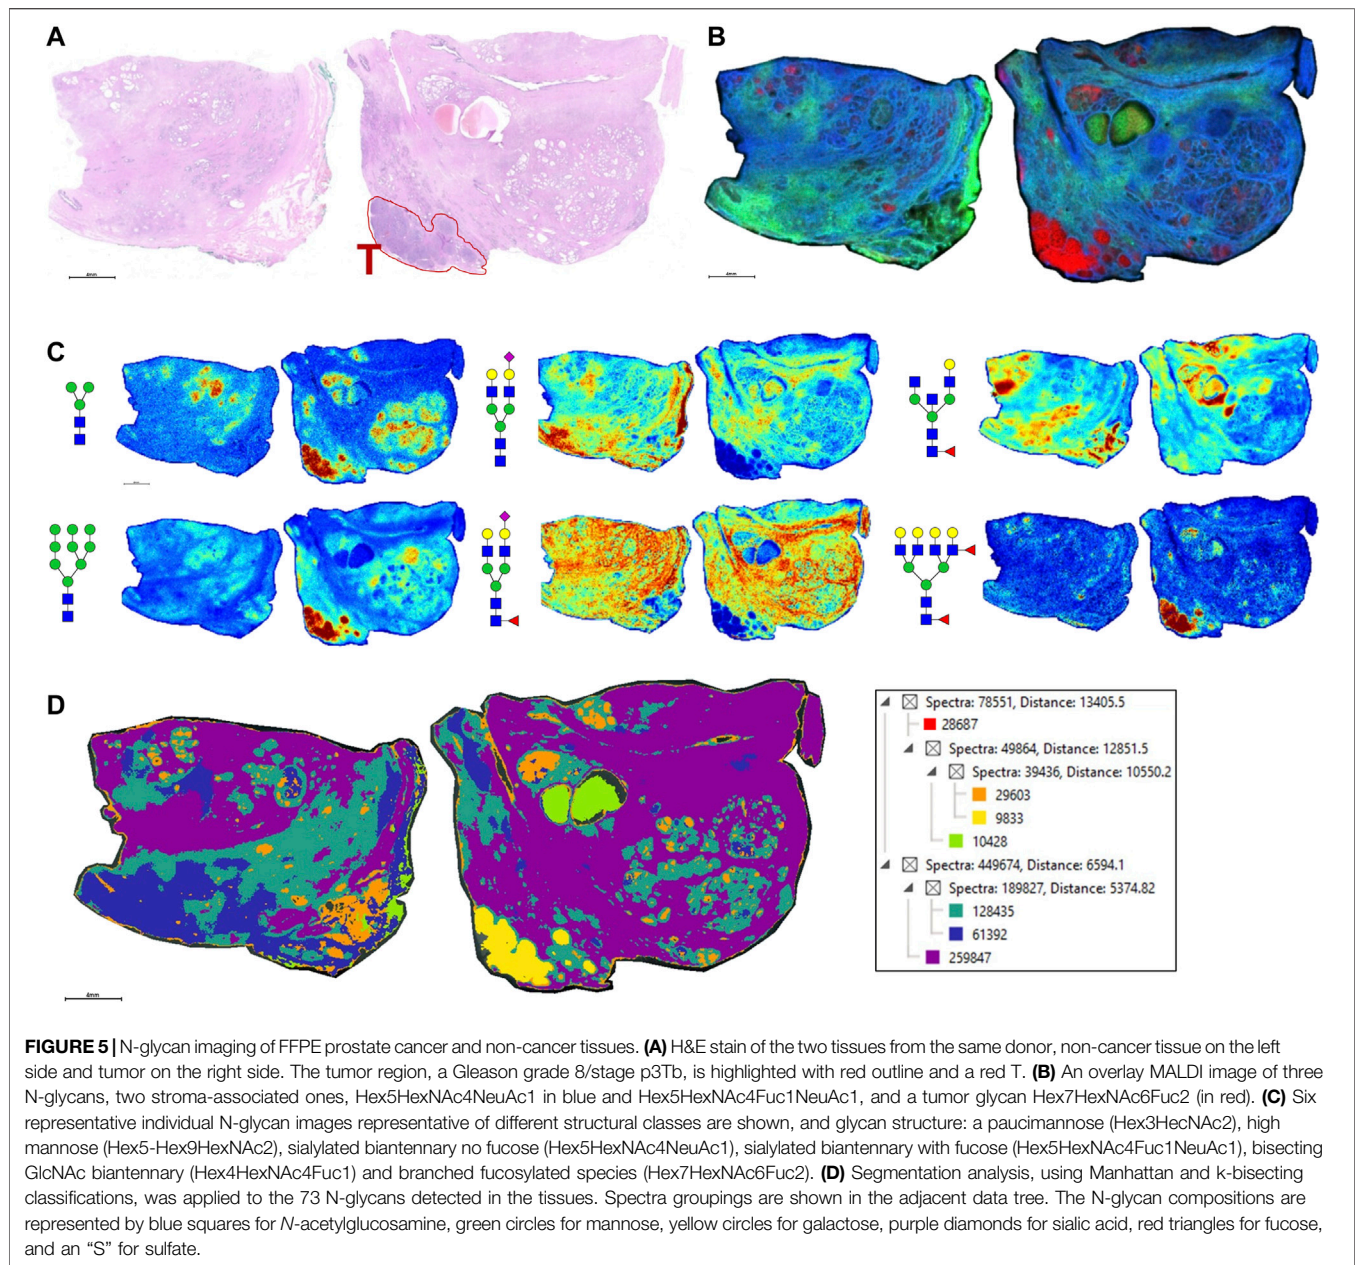 A
B
T
4mm
4mm
C
D
4mm
Spectra: 78551, Distance: 13405.5
28687
Spectra: 49864, Distance: 12851.5
Spectra: 39436, Distance: 10550.2
29603
9833
10428
Spectra: 449674, Distance: 6594.1
Spectra: 189827, Distance: 5374.82
128435
61392
259847
FIGURE 5 | N-glycan imaging of FFPE prostate cancer and non-cancer tissues. (A) H&E stain of the two tissues from the same donor, non-cancer tissue on the left
side and tumor on the right side. The tumor region, a Gleason grade 8/stage p3Tb, is highlighted with red outline and a red T. (B) An overlay MALDI image of three
N-glycans, two stroma-associated ones, Hex5HexNAc4NeuAc1 in blue and Hex5HexNAc4Fuc1NeuAc1, and a tumor glycan Hex7HexNAc6Fuc2 (in red). (C) Six
representative individual N-glycan images representative of different structural classes are shown, and glycan structure: a paucimannose (Hex3HecNAc2), high
mannose (Hex5-Hex9HexNAc2), sialylated biantennary no fucose (Hex5HexNAc4NeuAc1), sialylated biantennary with fucose (Hex5HexNAc4Fuc1NeuAc1), bisecting
GlcNAc biantennary (Hex4HexNAc4Fuc1) and branched fucosylated species (Hex7HexNAc6Fuc2). (D) Segmentation analysis, using Manhattan and k-bisecting
classifications, was applied to the 73 N-glycans detected in the tissues. Spectra groupings are shown in the adjacent data tree. The N-glycan compositions are
represented by blue squares for N-acetylglucosamine, green circles for mannose, yellow circles for galactose, purple diamonds for sialic acid, red triangles for fucose,
and an “S” for sulfate.